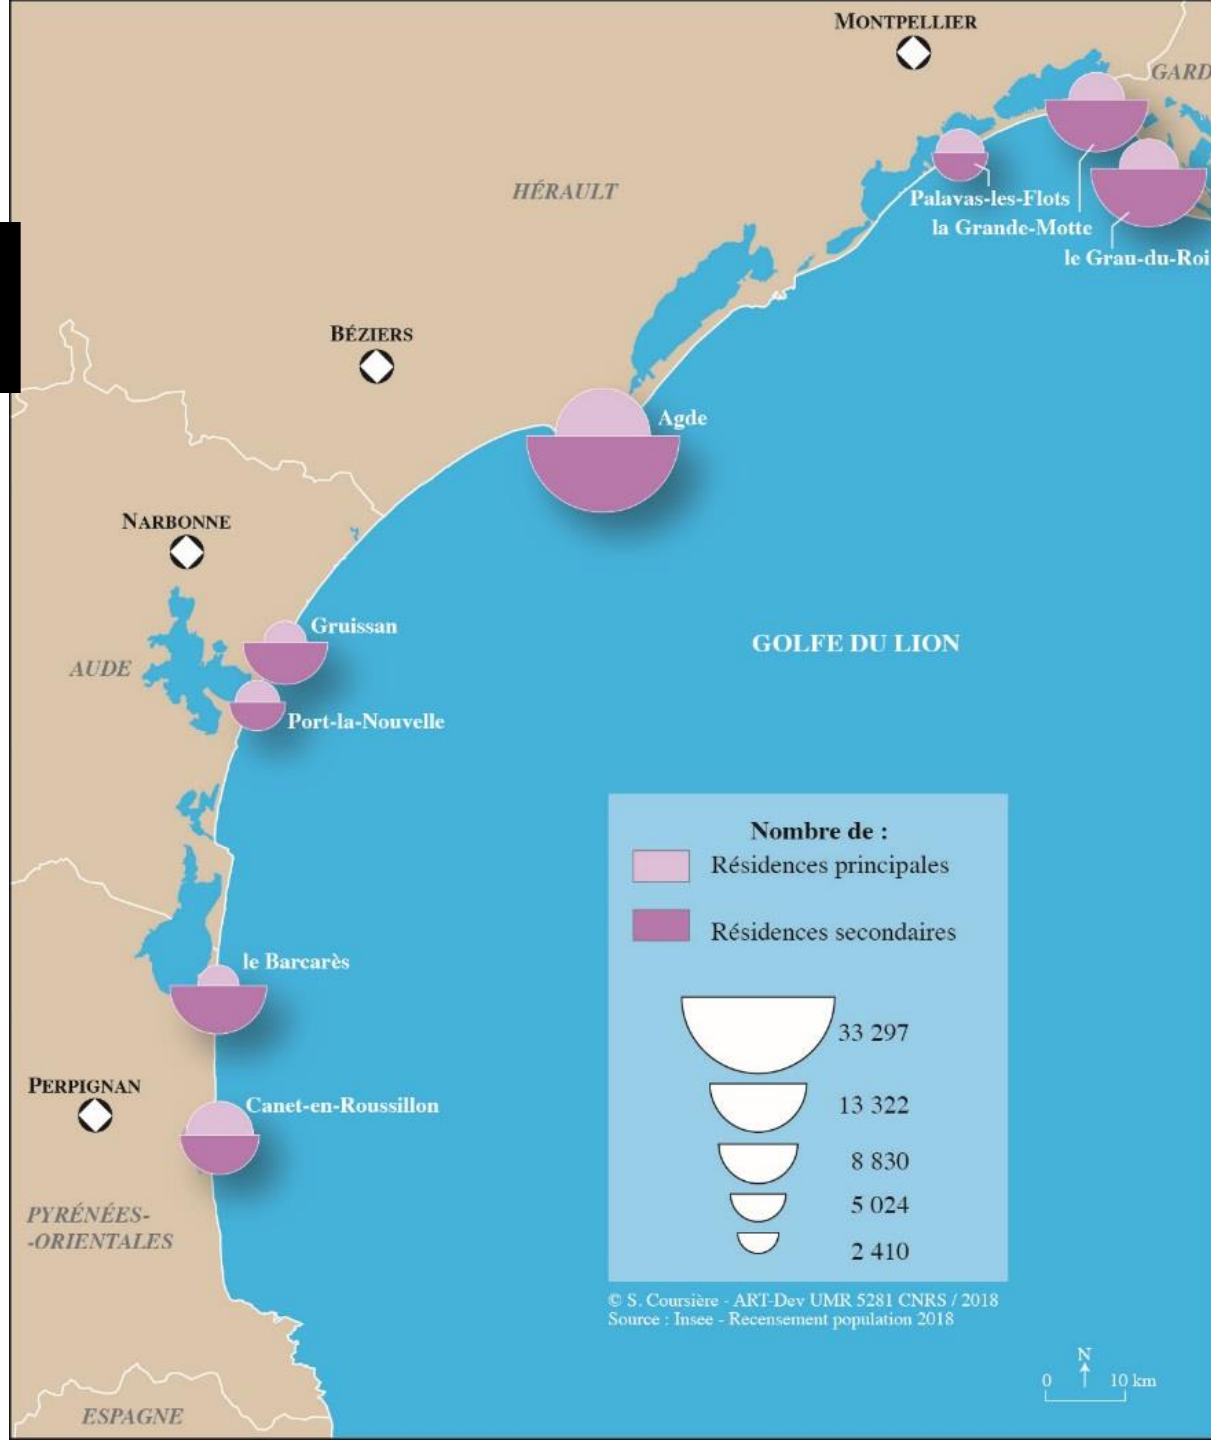 MONTPELLIER
GARD
HÉRAULT
Palavas-les-Flots
la Grande-Motte
le Grau-du-Roi
BÉZIERS
Agde
NARBONNE
Gruissan
GOLFE DU LION
AUDE
Port-la-Nouvelle
Nombre de :
Résidences principales
Résidences secondaires
le Barcarès
33 297
PERPIGNAN
Canet-en-Roussillon
13 322
8 830
5 024
2 410
PYRÉNÉES-
-ORIENTALES
© S. Coursière - ART-Dev UMR 5281 CNRS / 2018
Source : Insee - Recensement population 2018
N
0 10 km
ESPAGNE